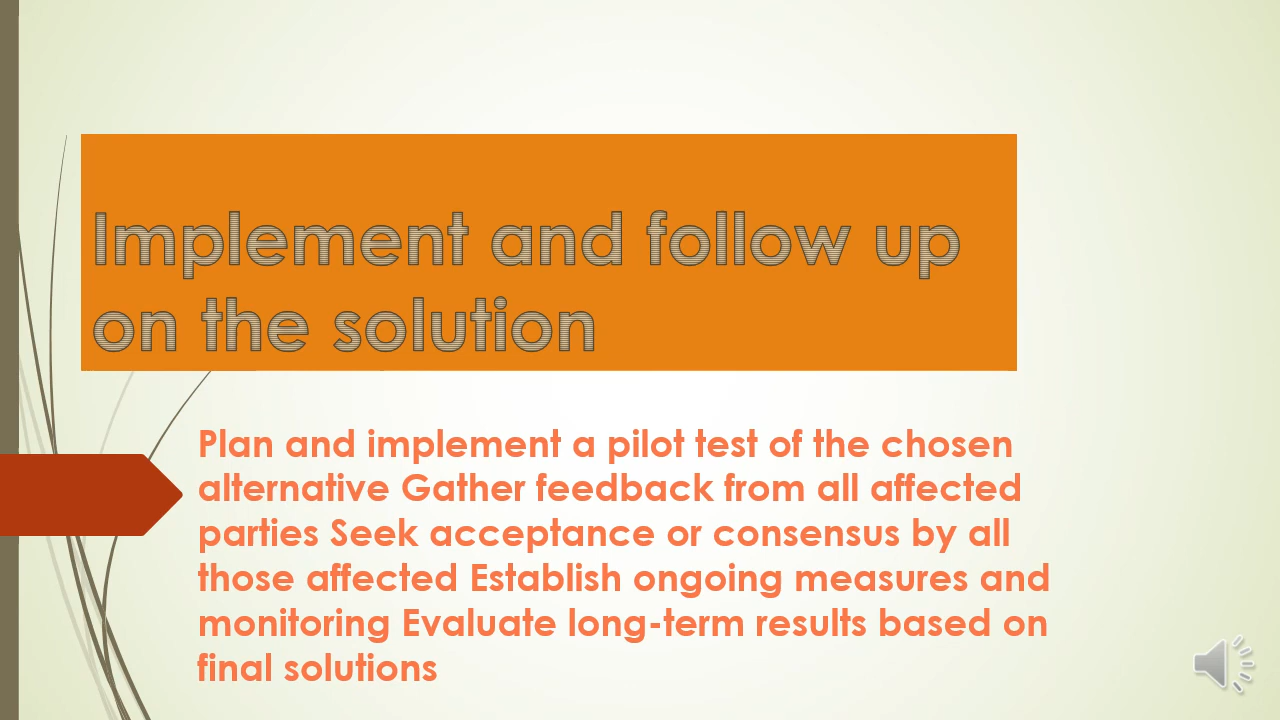 Implement and follow up
on the solution
Plan and implement a pilot test of the chosen
alternative Gather feedback from all affected
parties Seek acceptance or consensus by all
those affected Establish ongoing measures and
monitoring Evaluate long-term results based on
final solutions